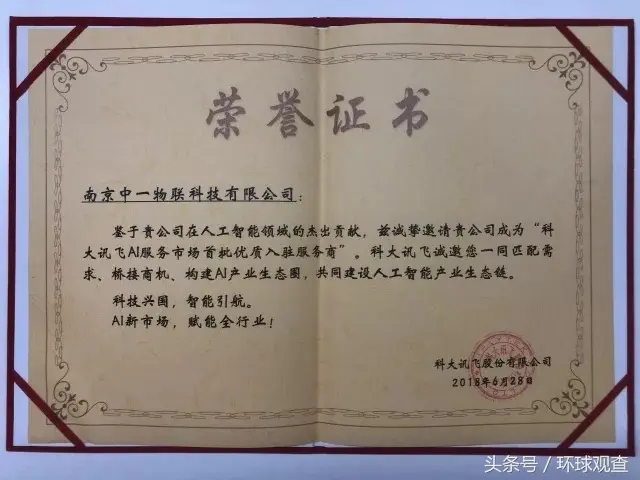 荣誉证书
南京中一物联科技有限公司:
鉴于贵公司在人工智能领域的杰出贡献，兹诚挚邀请贵公司成为“科
大讯飞AI服务市场首批优质入驻服务商”。科大讯飞诚邀您一同匹配需
求、桥接商机、构建AI产业生态圈，共同建设人工智能产业生态链。
科技兴国，智能引航。
AI新市场，赋能全行业!
科大讯飞股份有限公司
2018年6月28日
头条号/环球观查